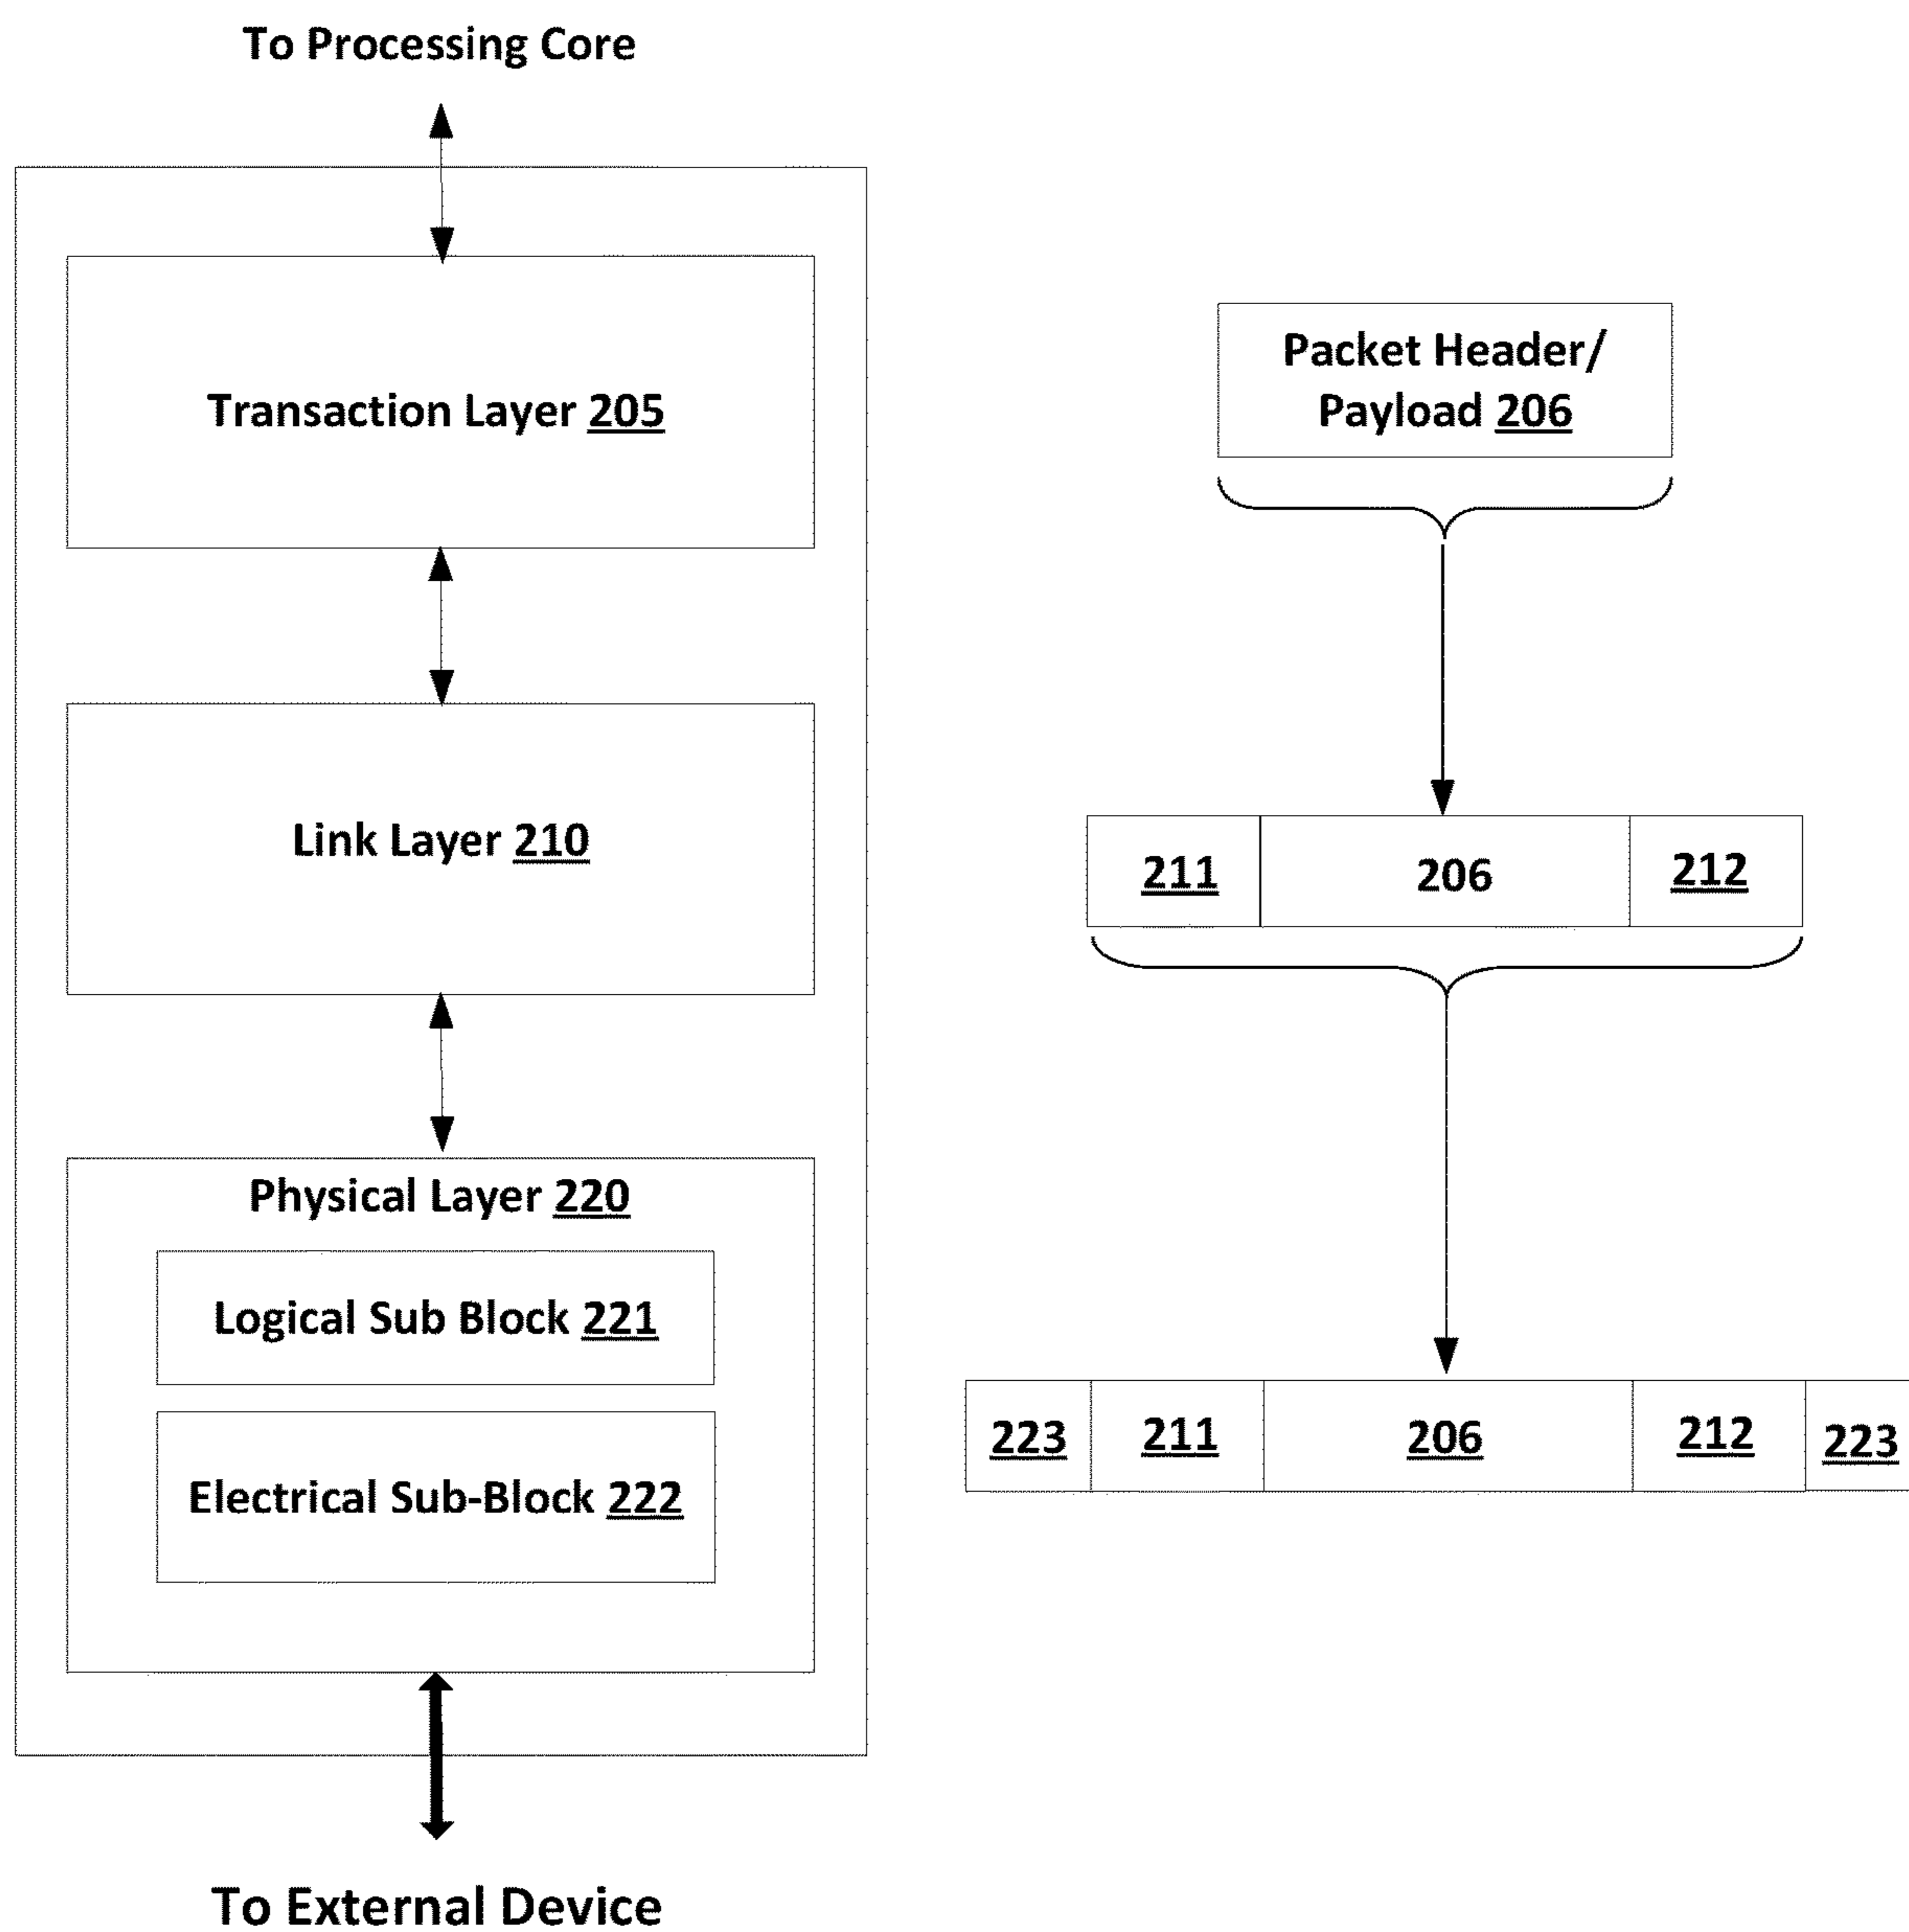 To Processing Core
Transaction Layer 205
Link Layer 210
Physical Layer 220
Logical Sub Block 221
Electrical Sub-Block 222
To External Device
Packet Header/
Payload 206
211 206 212
223 211 206 212 223